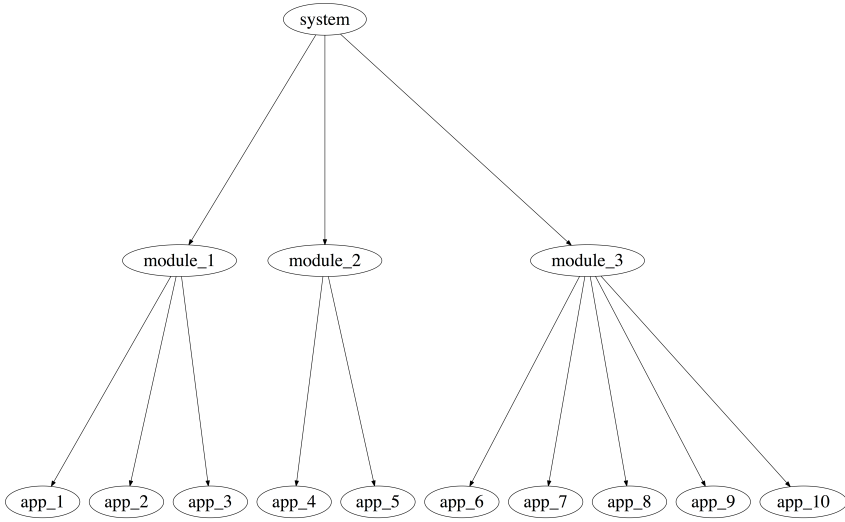 system
module_1 module_2 module_3
app_1 app_2 app_3 app_4 app_5 app_6 app_7 app_8 app_9 app_10